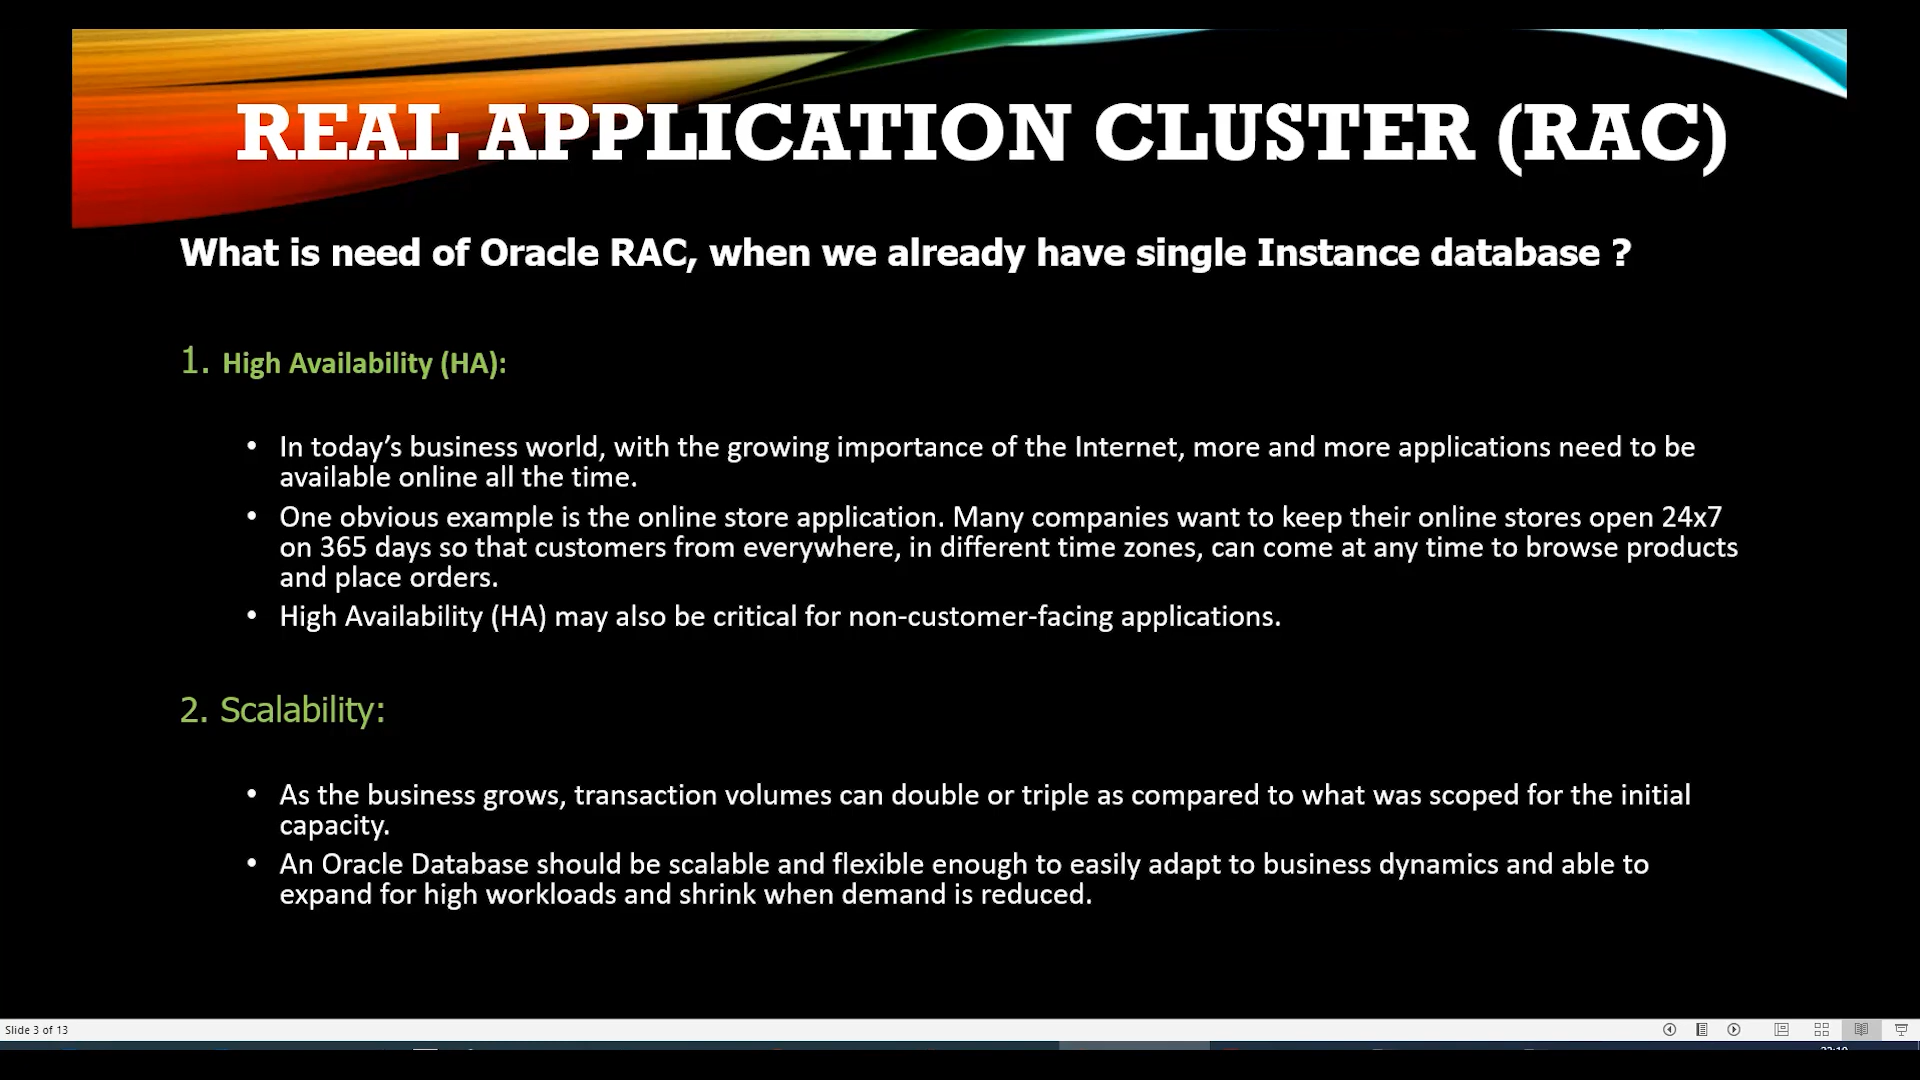 REAL APPLICATION CLUSTER (RAC)
What is need of Oracle RAC, when we already have single Instance database ?
1. High Availability (HA):
• In today’s business world, with the growing importance of the Internet, more and more applications need to be
available online all the time.
• One obvious example is the online store application. Many companies want to keep their online stores open 24x7
on 365 days so that customers from everywhere, in different time zones, can come at any time to browse products
and place orders.
• High Availability (HA) may also be critical for non-customer-facing applications.
2. Scalability:
• As the business grows, transaction volumes can double or triple as compared to what was scoped for the initial
capacity.
• An Oracle Database should be scalable and flexible enough to easily adapt to business dynamics and able to
expand for high workloads and shrink when demand is reduced.
Slide 3 of 13